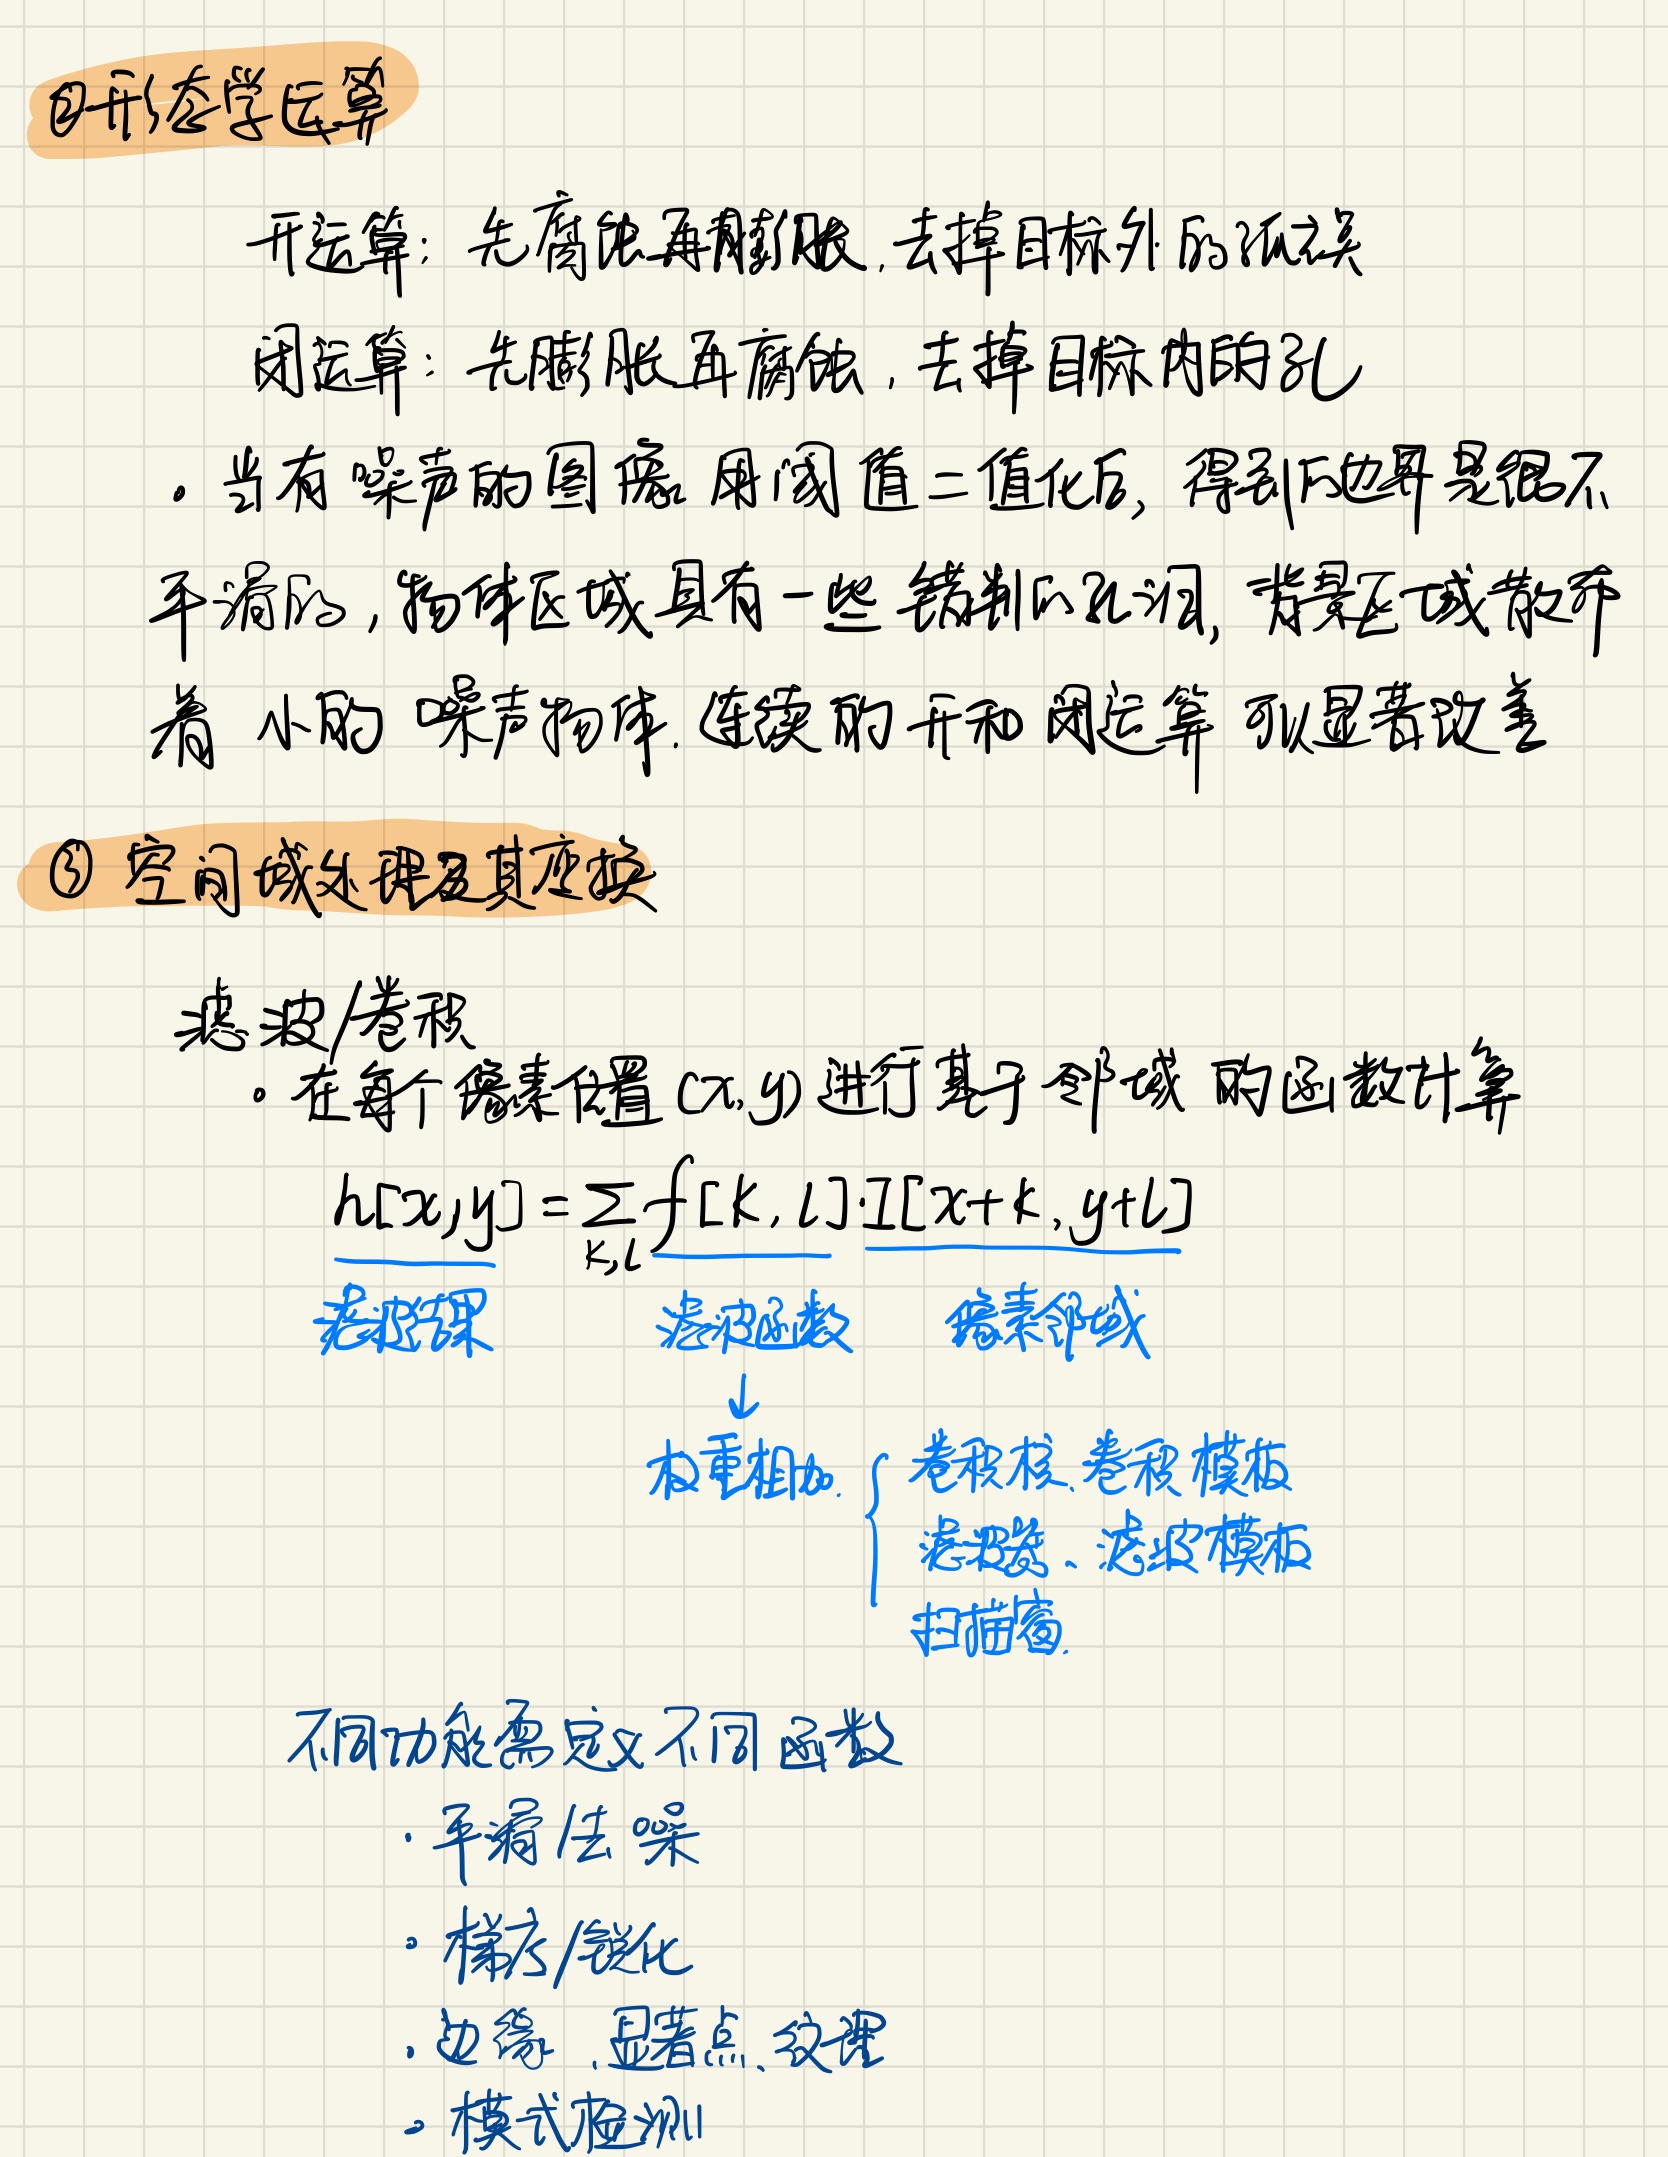 ②形态学运算
开运算：先腐蚀再膨胀，去掉目标外的孤立误
闭运算：先膨胀再腐蚀，去掉目标内的孔
·当有噪声的图像用阈值二值化后，得到的边界是很不
平滑的，物体区域具有一些错判的孔洞，背景区域散布
着小的噪声物体.连续的开和闭运算可以显著改善
③ 空间域处理及其变换
滤波/卷积
·在每个像素位置(x,y)进行基于邻域的函数计算
h[x,y]=∑f[k,l]·I[x+k,y+l]
k,l
滤波结果 滤波函数 像素邻域
↓
权重相加. { 卷积核、卷积模板
滤波器、滤波模板
扫描窗.
不同功能需定义不同函数
·平滑/去噪
·梯度/锐化
·边缘、显著点、纹理
·模式检测